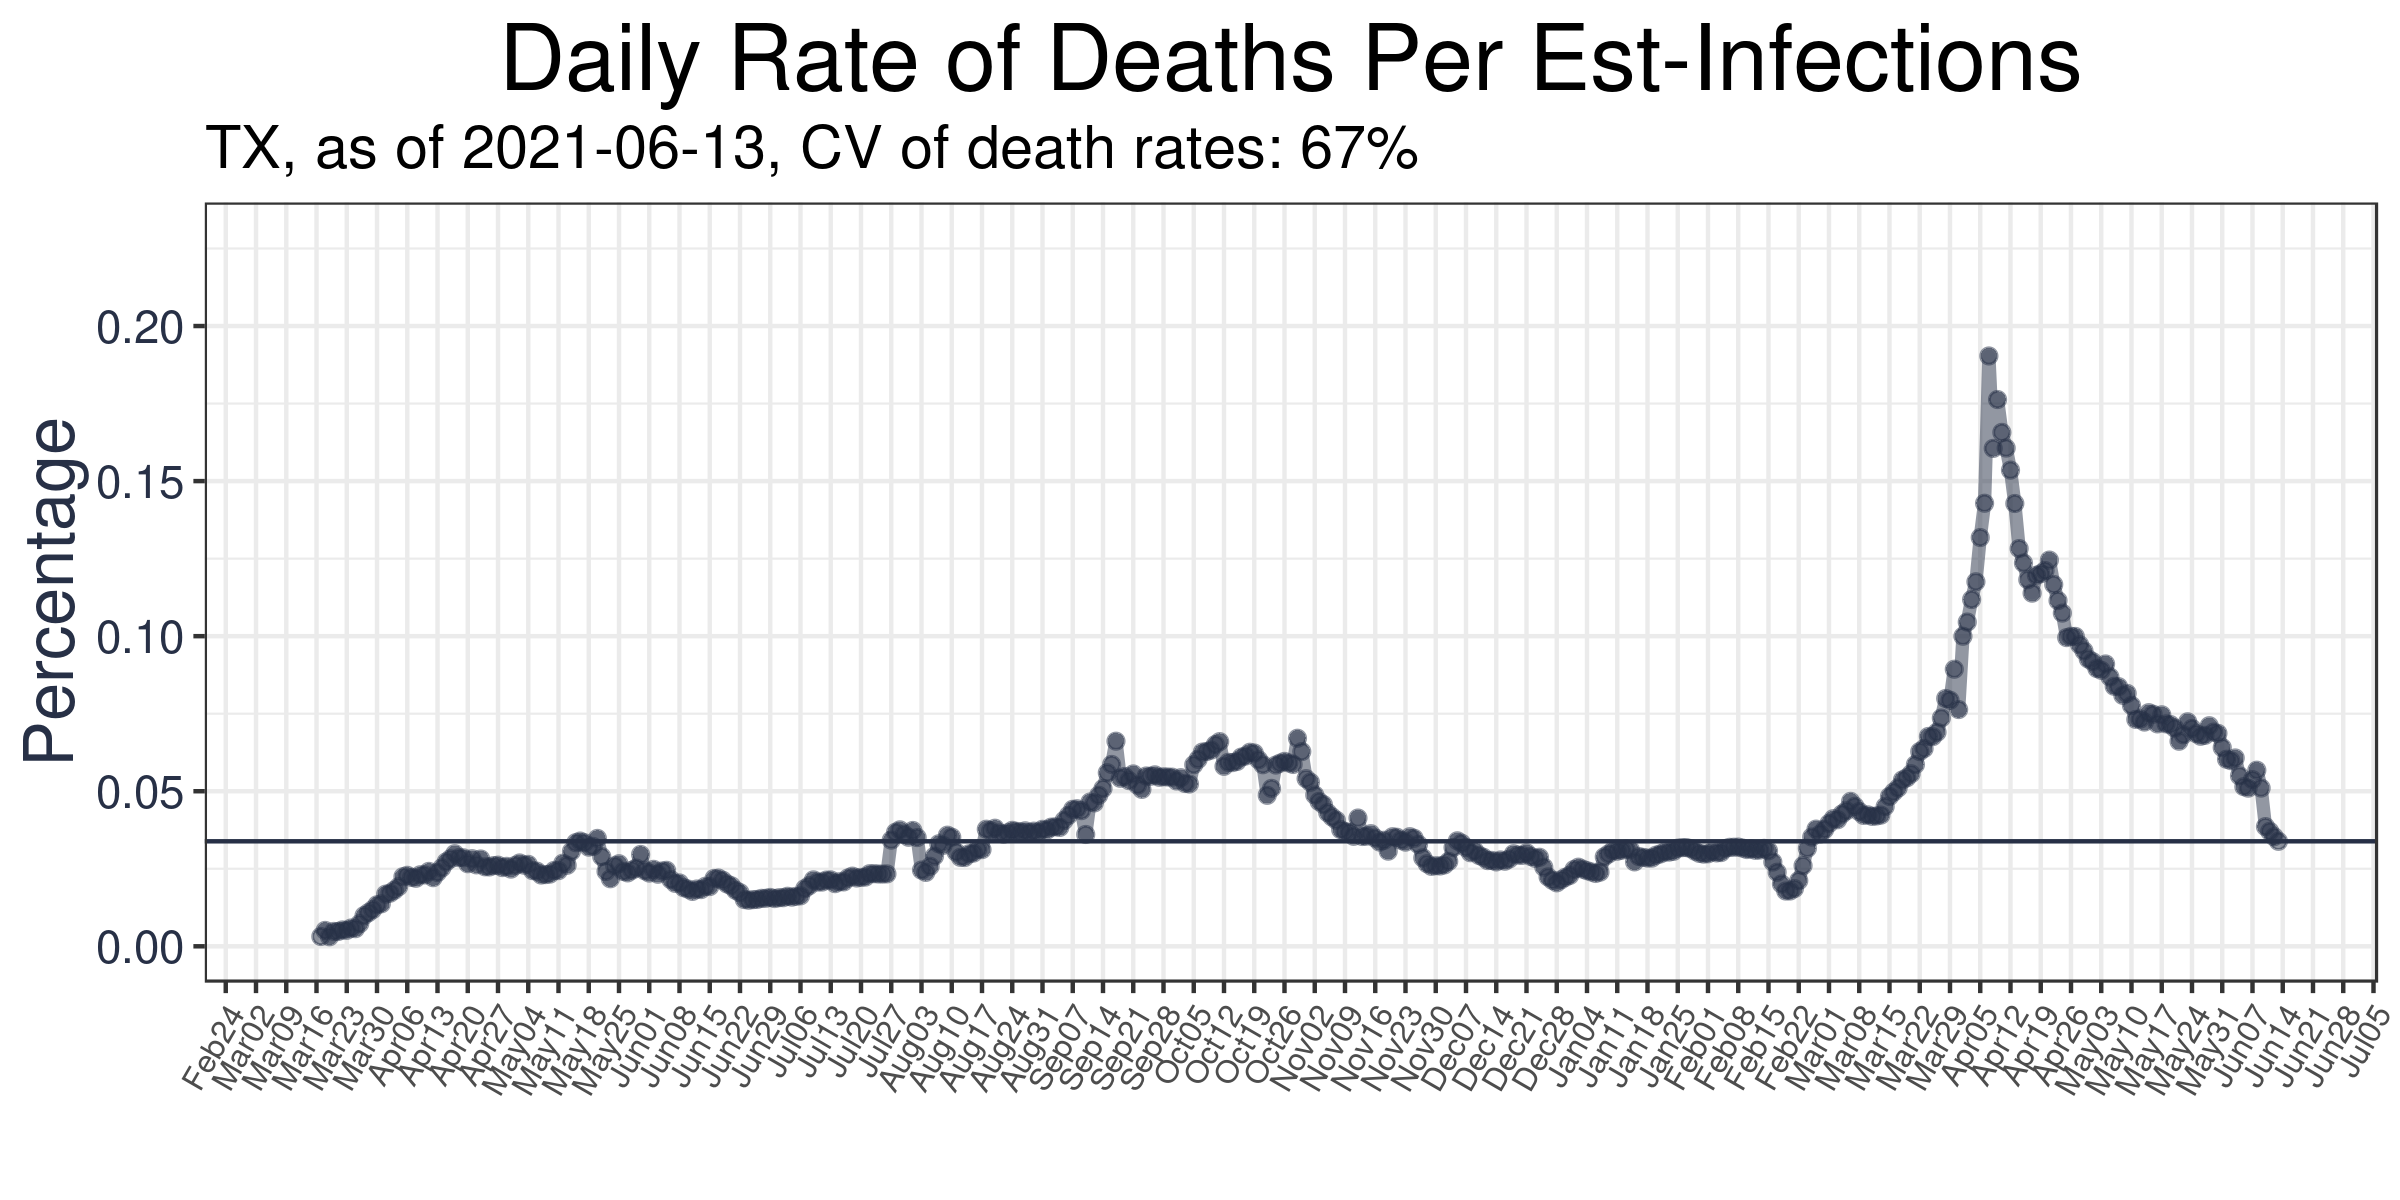 Daily Rate of Deaths Per Est-Infections
TX, as of 2021-06-13, CV of death rates: 67%
Percentage
0.20
0.15
0.10
0.05
0.00
Feb24 Mar02 Mar09 Mar16 Mar23 Mar30 Apr06 Apr13 Apr20 Apr27 May04 May11 May18 May25 Jun01 Jun08 Jun15 Jun22 Jun29 Jul06 Jul13 Jul20 Jul27 Aug03 Aug10 Aug17 Aug24 Aug31 Sep07 Sep14 Sep21 Sep28 Oct05 Oct12 Oct19 Oct26 Nov02 Nov09 Nov16 Nov23 Nov30 Dec07 Dec14 Dec21 Dec28 Jan04 Jan11 Jan18 Jan25 Feb01 Feb08 Feb15 Feb22 Mar01 Mar08 Mar15 Mar22 Mar29 Apr05 Apr12 Apr19 Apr26 May03 May10 May17 May24 May31 Jun07 Jun14 Jun21 Jun28 Jul05